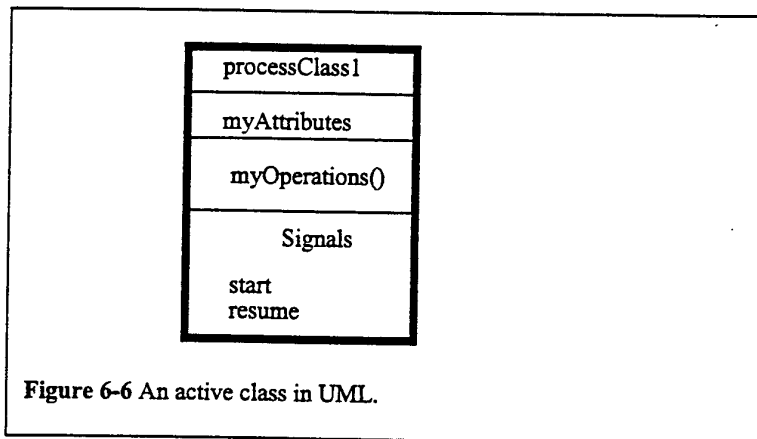 processClass1
myAttributes
myOperations()
Signals
start
resume
Figure 6-6 An active class in UML.